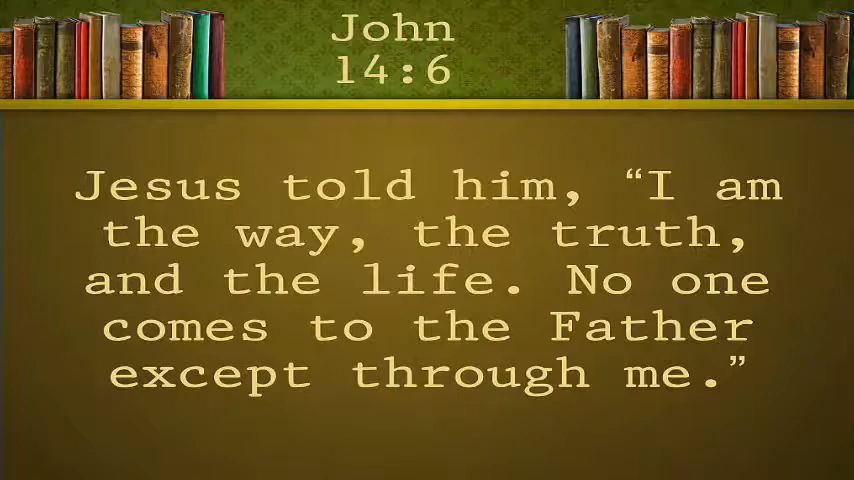 John
14:6
Jesus told him, “I am
the way, the truth,
and the life. No one
comes to the Father
except through me.”